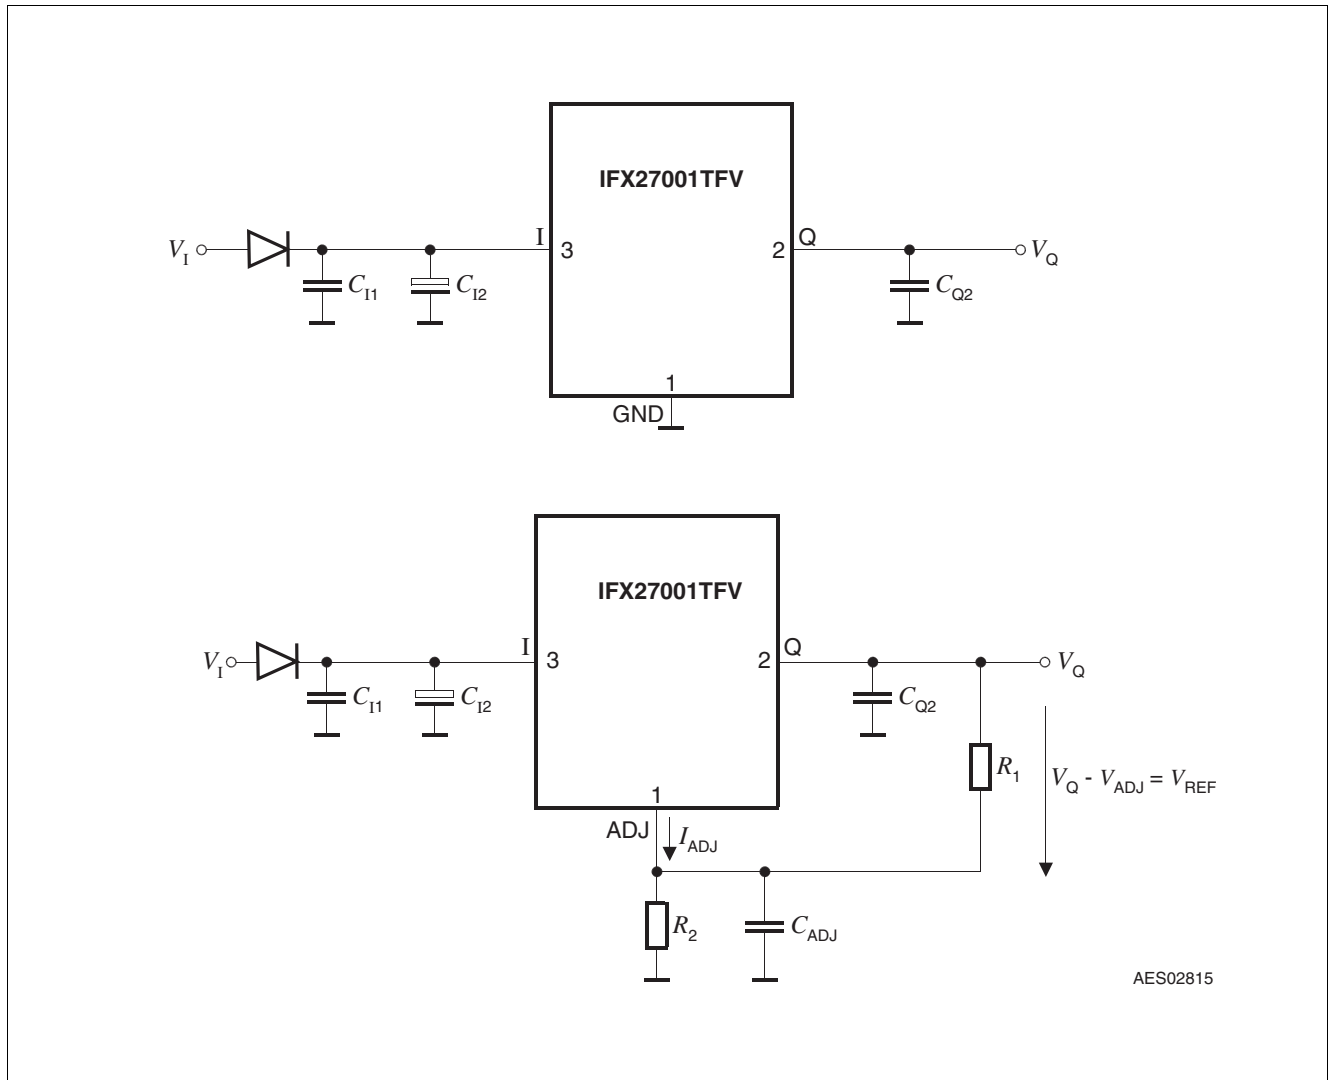 IFX27001TFV
I
Q
V_I
3
2
V_Q
C_I1
C_I2
C_Q2
1
GND
IFX27001TFV
I
Q
V_I
3
2
V_Q
C_I1
C_I2
C_Q2
R_1
V_Q - V_ADJ = V_REF
1
ADJ
I_ADJ
R_2
C_ADJ
AES02815